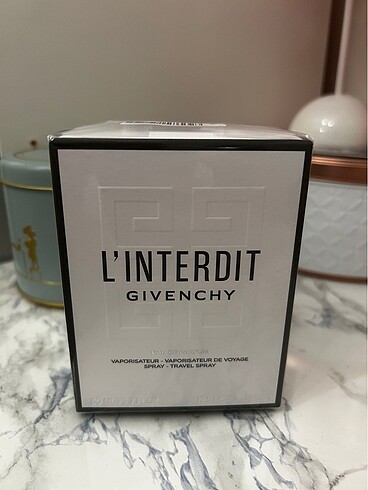 L'INTERDIT
GIVENCHY
VAPORISATEUR - VAPORISATEUR DE VOYAGE
SPRAY - TRAVEL SPRAY